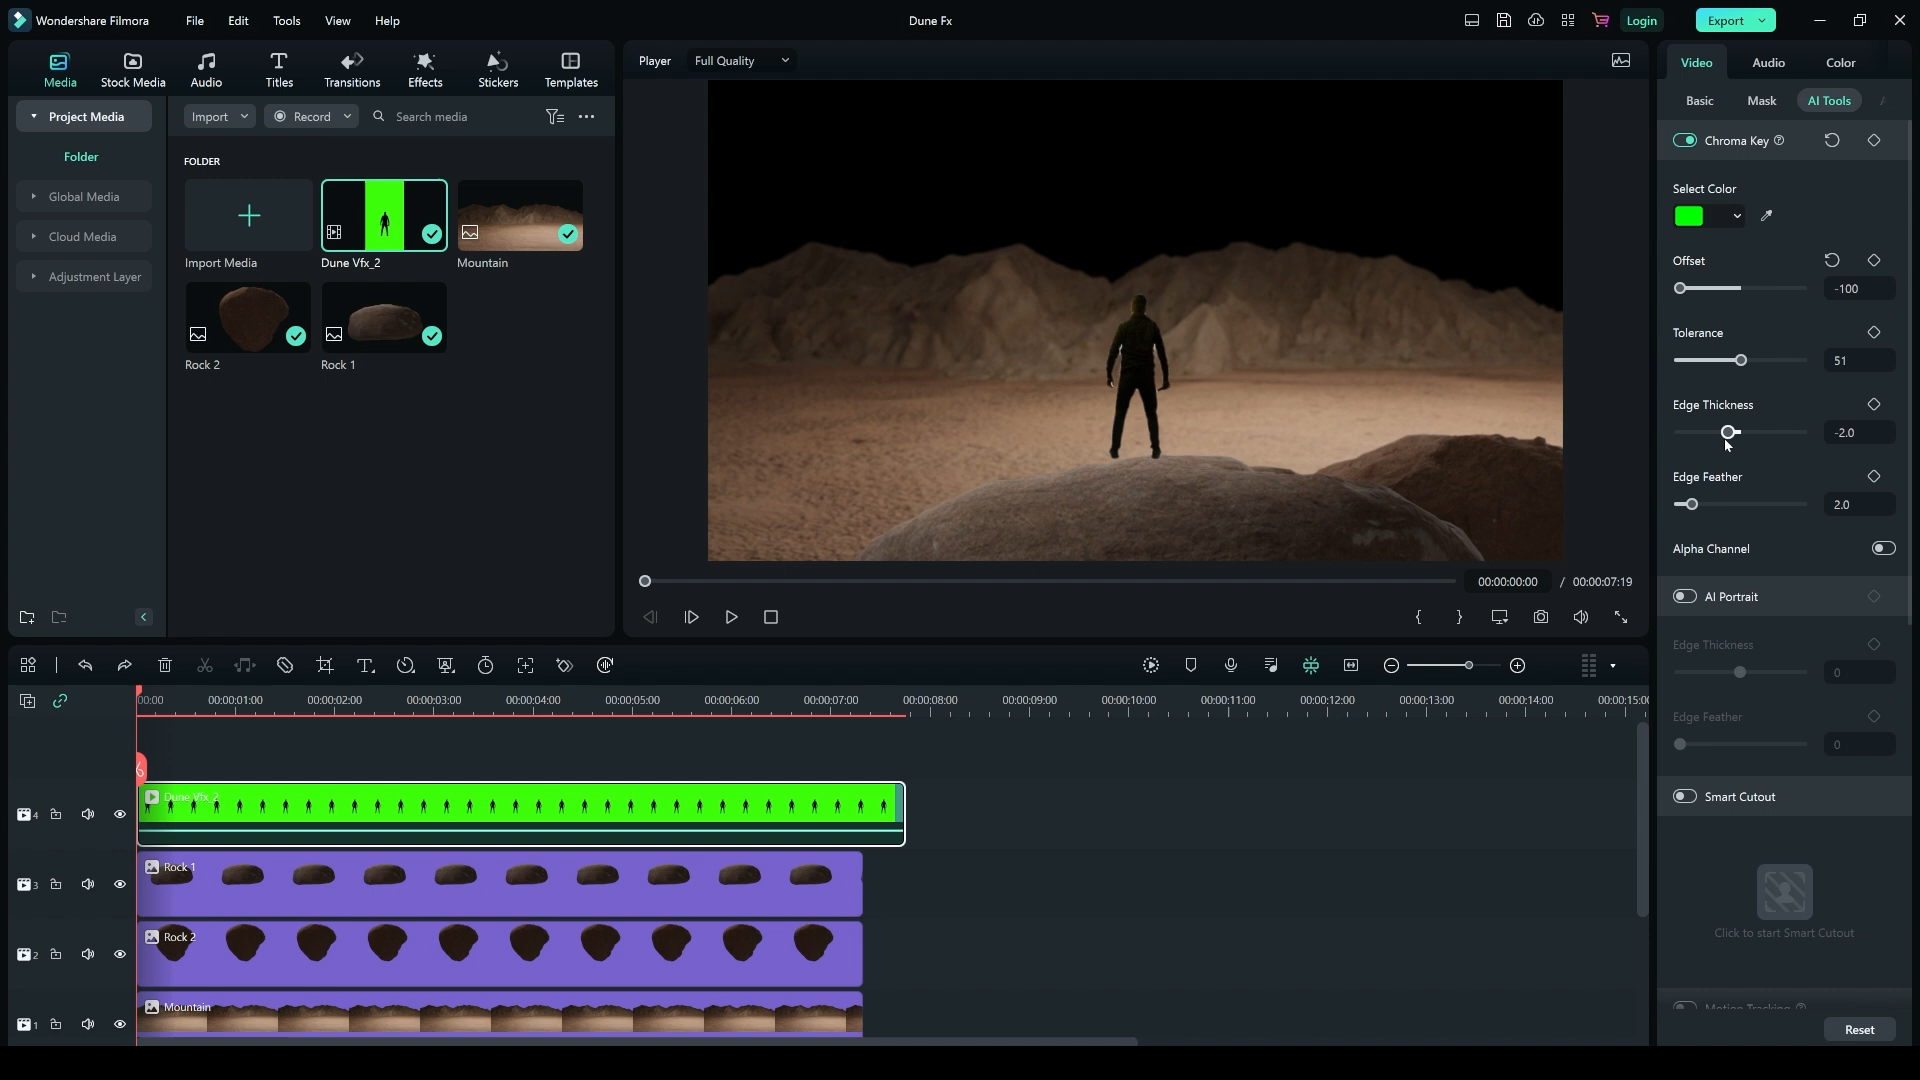 Wondershare Filmora
File
Edit
Tools
View
Help
Dune Fx
Login
Export
Media
Stock Media
Audio
Titles
Transitions
Effects
Stickers
Templates
Player
Full Quality
Video
Audio
Color
Project Media
Import
Record
Search media
Basic
Mask
AI Tools
Folder
FOLDER
Chroma Key
Global Media
Select Color
Cloud Media
Import Media
Dune Vfx_2
Mountain
Offset
-100
Adjustment Layer
Tolerance
51
Rock 2
Rock 1
Edge Thickness
-2.0
Edge Feather
2.0
Alpha Channel
00:00:00:00 / 00:00:07:19
AI Portrait
Edge Thickness
0
Edge Feather
0
00:00
00:00:01:00
00:00:02:00
00:00:03:00
00:00:04:00
00:00:05:00
00:00:06:00
00:00:07:00
00:00:08:00
00:00:09:00
00:00:10:00
00:00:11:00
00:00:12:00
00:00:13:00
00:00:14:00
00:00:15:0
Smart Cutout
Dune Vfx_2
4
Rock 1
3
Click to start Smart Cutout
Rock 2
2
Mountain
1
Motion Tracking
Reset